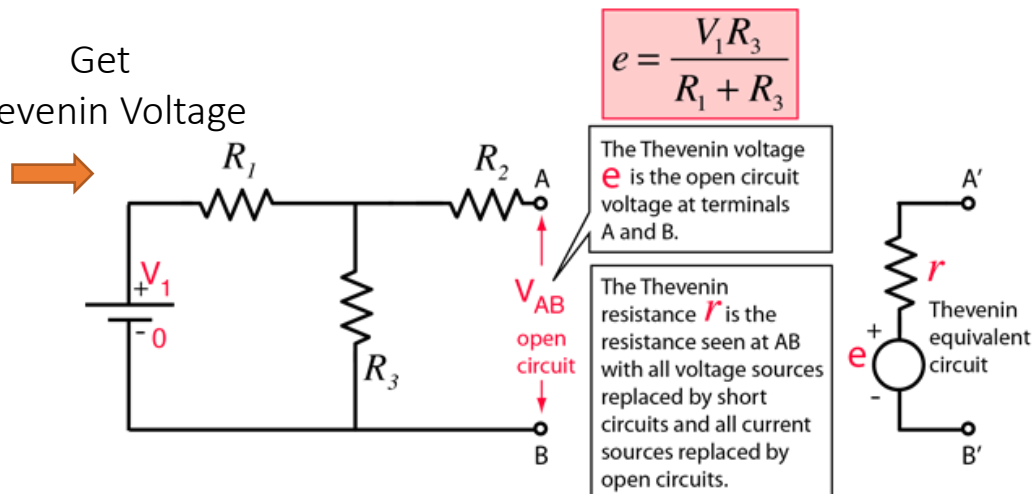 Get
evenin Voltage
e = V₁R₃ / R₁ + R₃
The Thevenin voltage
e is the open circuit
voltage at terminals
A and B.
R₁
R₂
A
V₁
+
- 0
R₃
V_AB
open
circuit
B
The Thevenin
resistance r is the
resistance seen at AB
with all voltage sources
replaced by short
circuits and all current
sources replaced by
open circuits.
A'
r
Thevenin
equivalent
circuit
+
e
-
B'